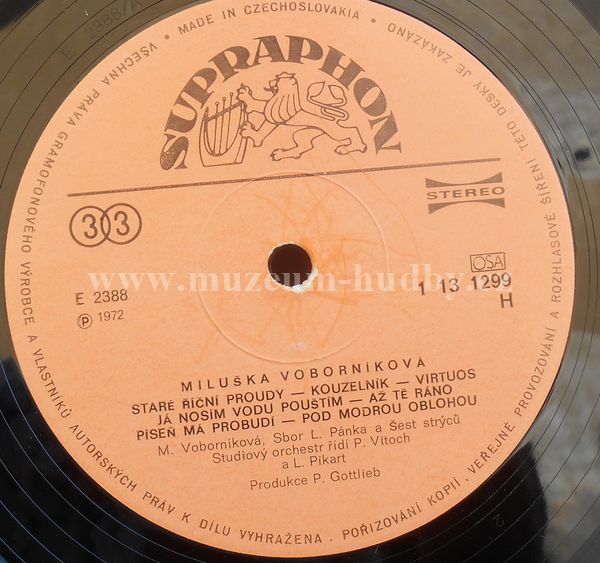 VŠECHNA PRÁVA GRAMOFONOVÉHO VÝROBCE A VLASTNÍKŮ AUTORSKÝCH PRÁV K DÍLU VYHRAŽENA . POŘIZOVÁNÍ KOPIÍ, VEŘEJNÉ PROVOZOVÁNÍ A ROZHLASOVÉ ŠÍŘENÍ TÉTO DESKY JE ZAKÁZÁNO
MADE IN CZECHOSLOVAKIA
SUPRAPHON
33
STEREO
www.muzeum-hudby.cz
OSA
E 2388
1 13 1299
Ⓟ 1972
H
MILUŠKA VOBORNÍKOVÁ
STARÉ ŘÍČNÍ PROUDY — KOUZELNÍK — VIRTUOS
JÁ NOSÍM VODU POUŠTÍM — AŽ TĚ RÁNO
PÍSEŇ MÁ PROBUDÍ — POD MODROU OBLOHOU
M. Voborníková, Sbor L. Pánka a Šest strýců
Studiový orchestr řídí P. Vitoch
a L. Pikart
Produkce P. Gottlieb